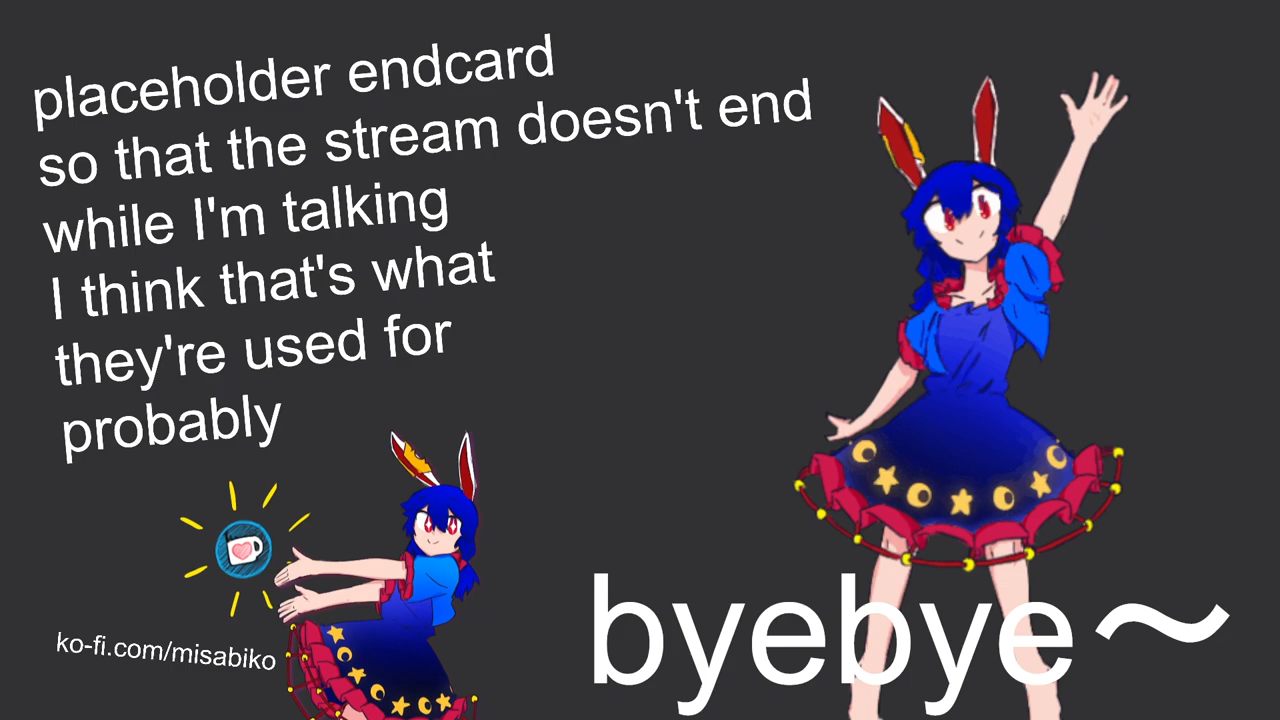 placeholder endcard
so that the stream doesn't end
while I'm talking
I think that's what
they're used for
probably
ko-fi.com/misabiko
byebye~